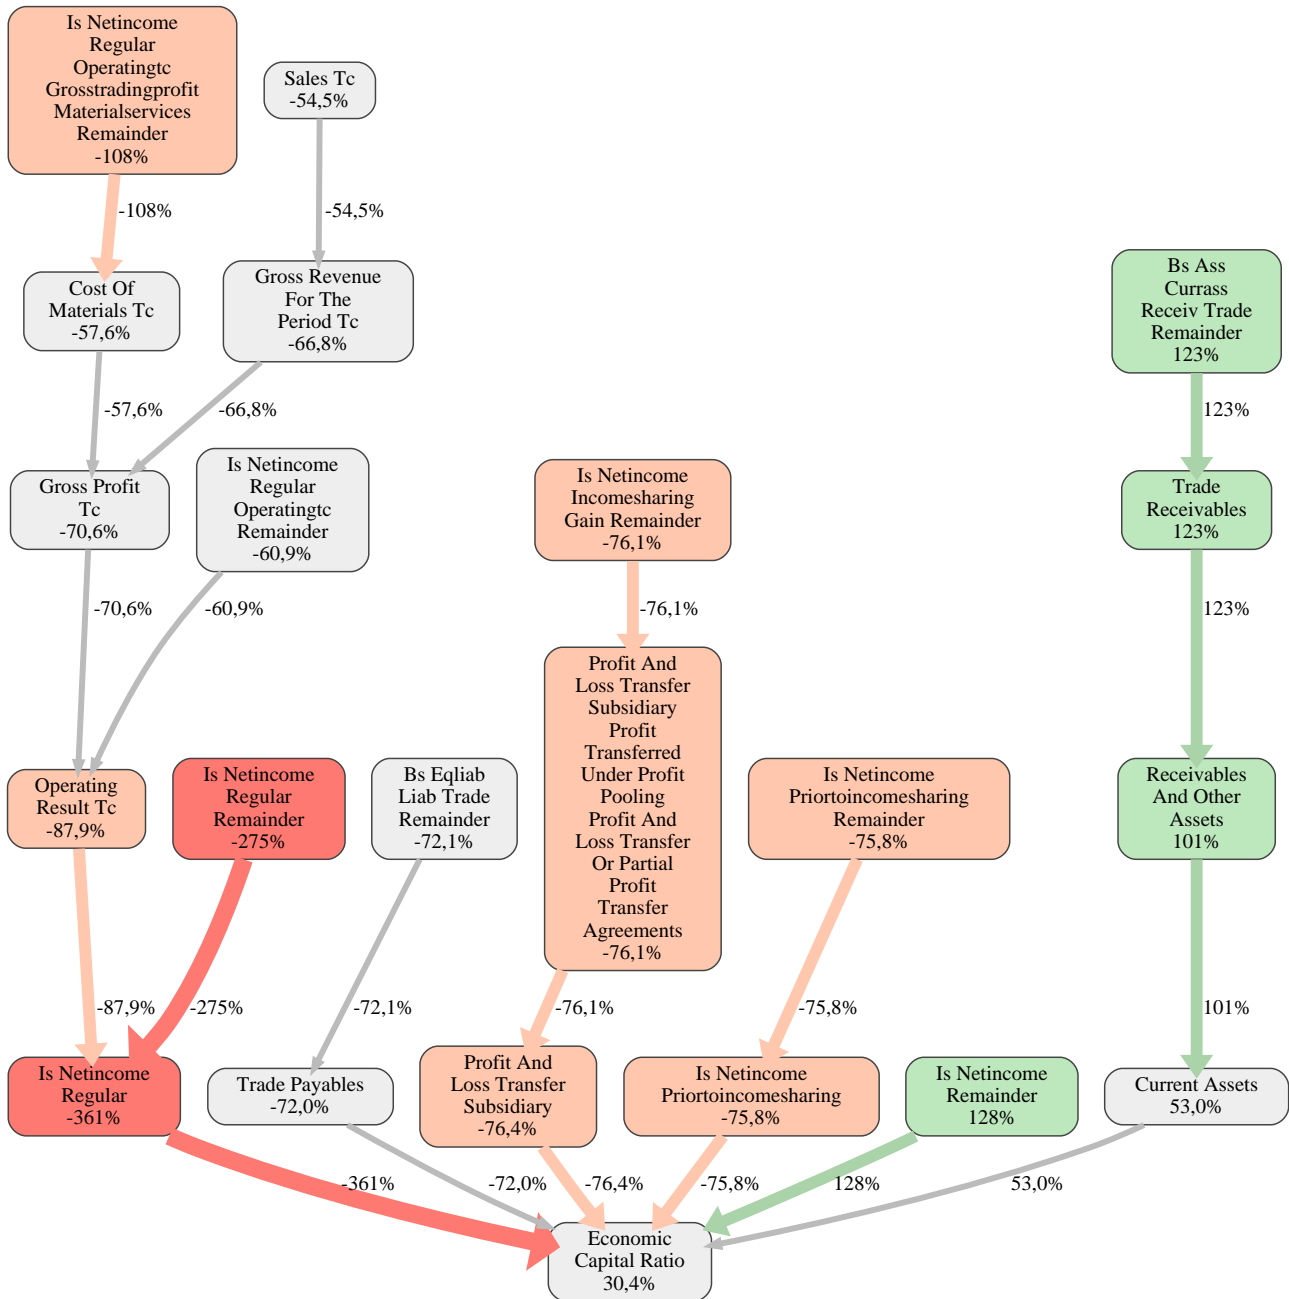 Is Netincome
Regular
Operatingtc
Grosstradingprofit
Materialservices
Remainder
-108%
Sales Tc
-54,5%
-108%
-54,5%
Cost Of
Materials Tc
-57,6%
Gross Revenue
For The
Period Tc
-66,8%
Bs Ass
Currass
Receiv Trade
Remainder
123%
-57,6%
-66,8%
123%
Gross Profit
Tc
-70,6%
Is Netincome
Regular
Operatingtc
Remainder
-60,9%
Is Netincome
Incomesharing
Gain Remainder
-76,1%
Trade
Receivables
123%
-70,6%
-60,9%
-76,1%
123%
Operating
Result Tc
-87,9%
Is Netincome
Regular
Remainder
-275%
Bs Eqliab
Liab Trade
Remainder
-72,1%
Profit And
Loss Transfer
Subsidiary
Profit
Transferred
Under Profit
Pooling
Profit And
Loss Transfer
Or Partial
Profit
Transfer
Agreements
-76,1%
Is Netincome
Priortoincomesharing
Remainder
-75,8%
Receivables
And Other
Assets
101%
-87,9%
-275%
-72,1%
-76,1%
-75,8%
101%
Is Netincome
Regular
-361%
Trade Payables
-72,0%
Profit And
Loss Transfer
Subsidiary
-76,4%
Is Netincome
Priortoincomesharing
-75,8%
Is Netincome
Remainder
128%
Current Assets
53,0%
-361%
-72,0%
-76,4%
-75,8%
128%
53,0%
Economic
Capital Ratio
30,4%